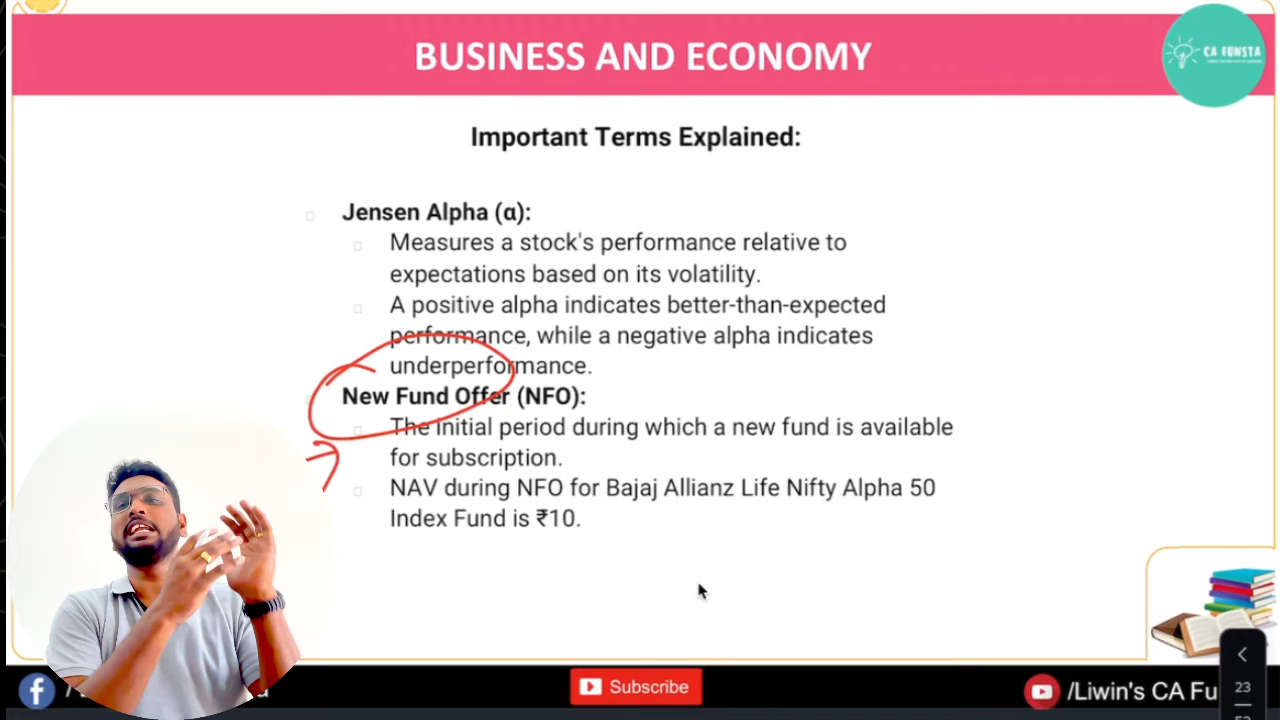 BUSINESS AND ECONOMY
CA FUNSTA
Important Terms Explained:
Jensen Alpha (α):
Measures a stock's performance relative to
expectations based on its volatility.
A positive alpha indicates better-than-expected
performance, while a negative alpha indicates
underperformance.
New Fund Offer (NFO):
The initial period during which a new fund is available
for subscription.
NAV during NFO for Bajaj Allianz Life Nifty Alpha 50
Index Fund is ₹10.
Subscribe
/Liwin's CA Fu
23